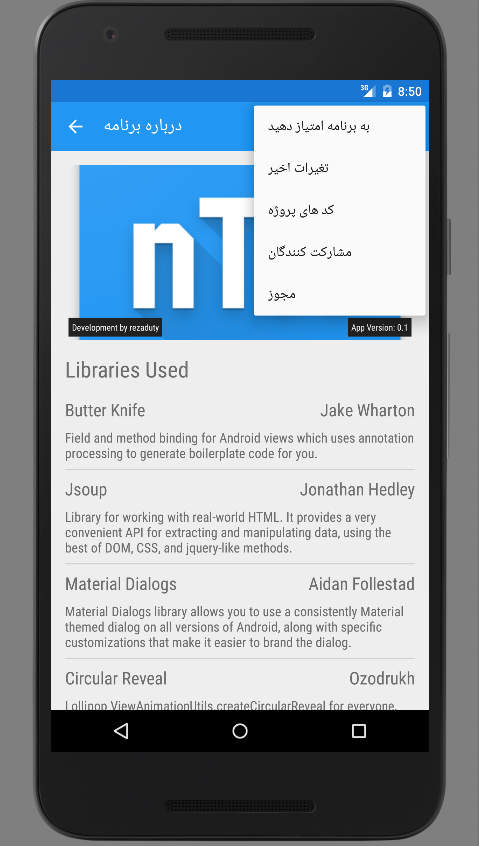 3G 8:50
درباره برنامه
به برنامه امتیاز دهید
تغیرات اخیر
کد های پروژه
مشارکت کنندگان
مجوز
nT
Development by rezaduty
App Version: 0.1
Libraries Used
Butter Knife Jake Wharton
Field and method binding for Android views which uses annotation
processing to generate boilerplate code for you.
Jsoup Jonathan Hedley
Library for working with real-world HTML. It provides a very
convenient API for extracting and manipulating data, using the
best of DOM, CSS, and jquery-like methods.
Material Dialogs Aidan Follestad
Material Dialogs library allows you to use a consistently Material
themed dialog on all versions of Android, along with specific
customizations that make it easier to brand the dialog.
Circular Reveal Ozodrukh
Lollipop ViewAnimationUtils.createCircularReveal for everyone.